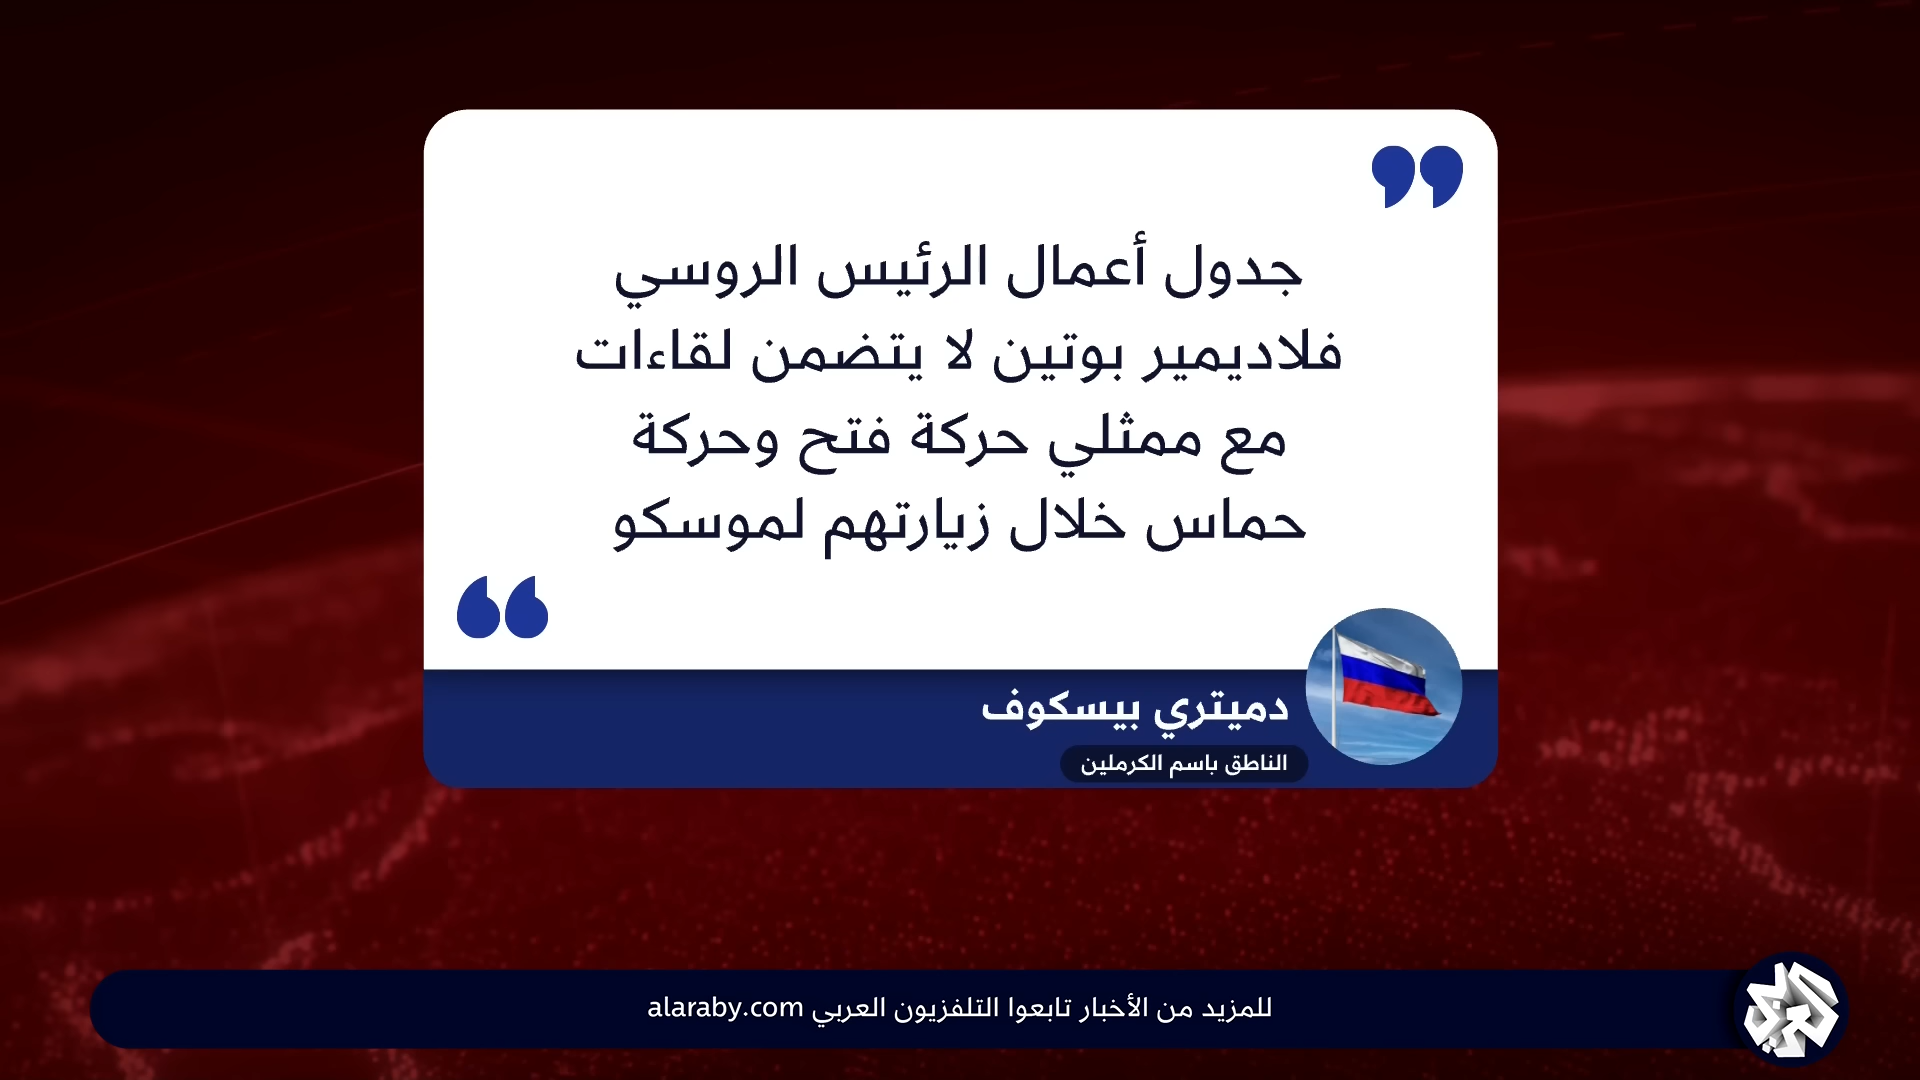 جدول أعمال الرئيس الروسي
فلاديمير بوتين لا يتضمن لقاءات
مع ممثلي حركة فتح وحركة
حماس خلال زيارتهم لموسكو
دميتري بيسكوف
الناطق باسم الكرملين
للمزيد من الأخبار تابعوا التلفزيون العربي alaraby.com
العربي